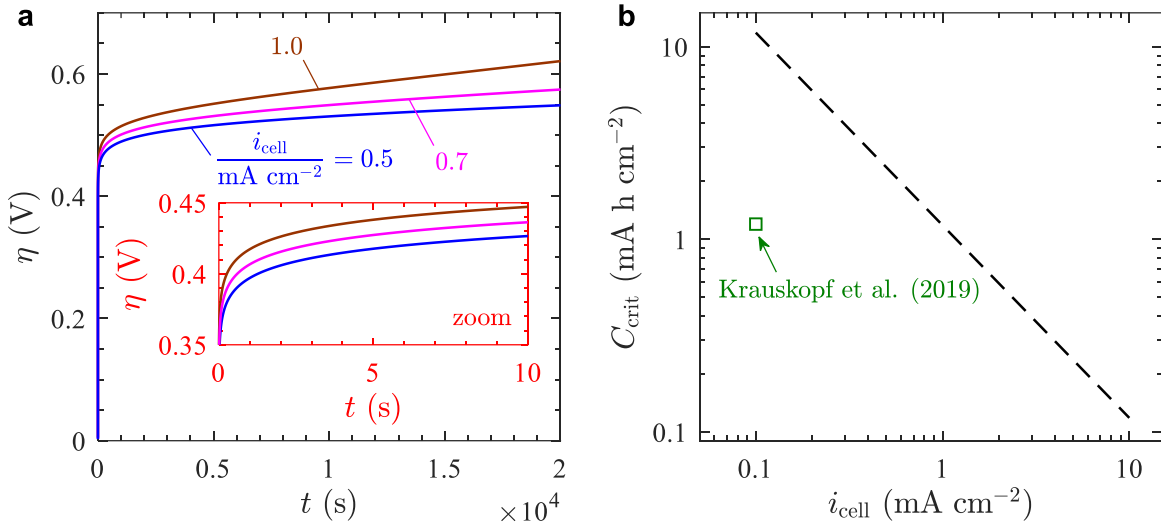 a
η (V)
0.6
0.4
0.2
0
1.0
i_cell / mA cm⁻² = 0.5
0.7
η (V)
0.45
0.4
0.35
zoom
0 5 10
t (s)
0 0.5 1 1.5 2
t (s)
×10⁴
b
C_crit (mA h cm⁻²)
10
1
0.1
Krauskopf et al. (2019)
0.1 1 10
i_cell (mA cm⁻²)